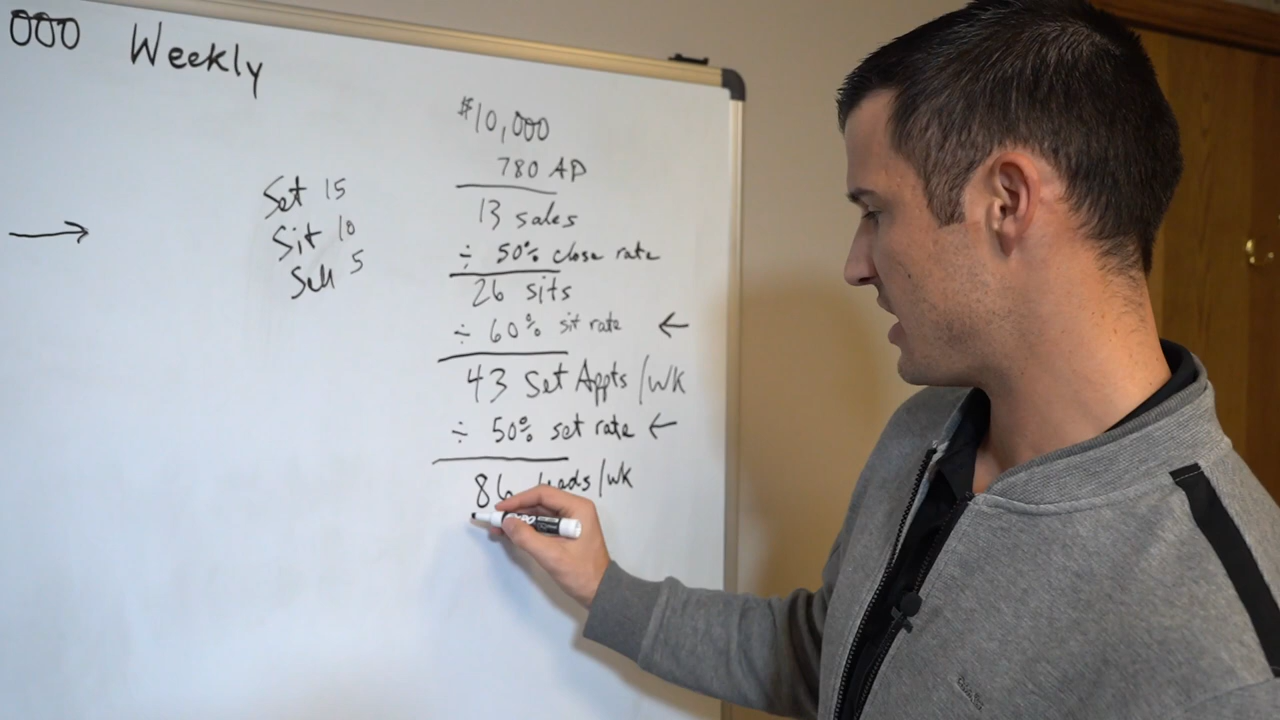 000 Weekly
Set 15
Sit 10
Sell 5
$10,000
780 AP
13 sales
÷ 50% close rate
26 sits
÷ 60% sit rate ←
43 Set Appts/wk
÷ 50% set rate ←
86 leads/wk